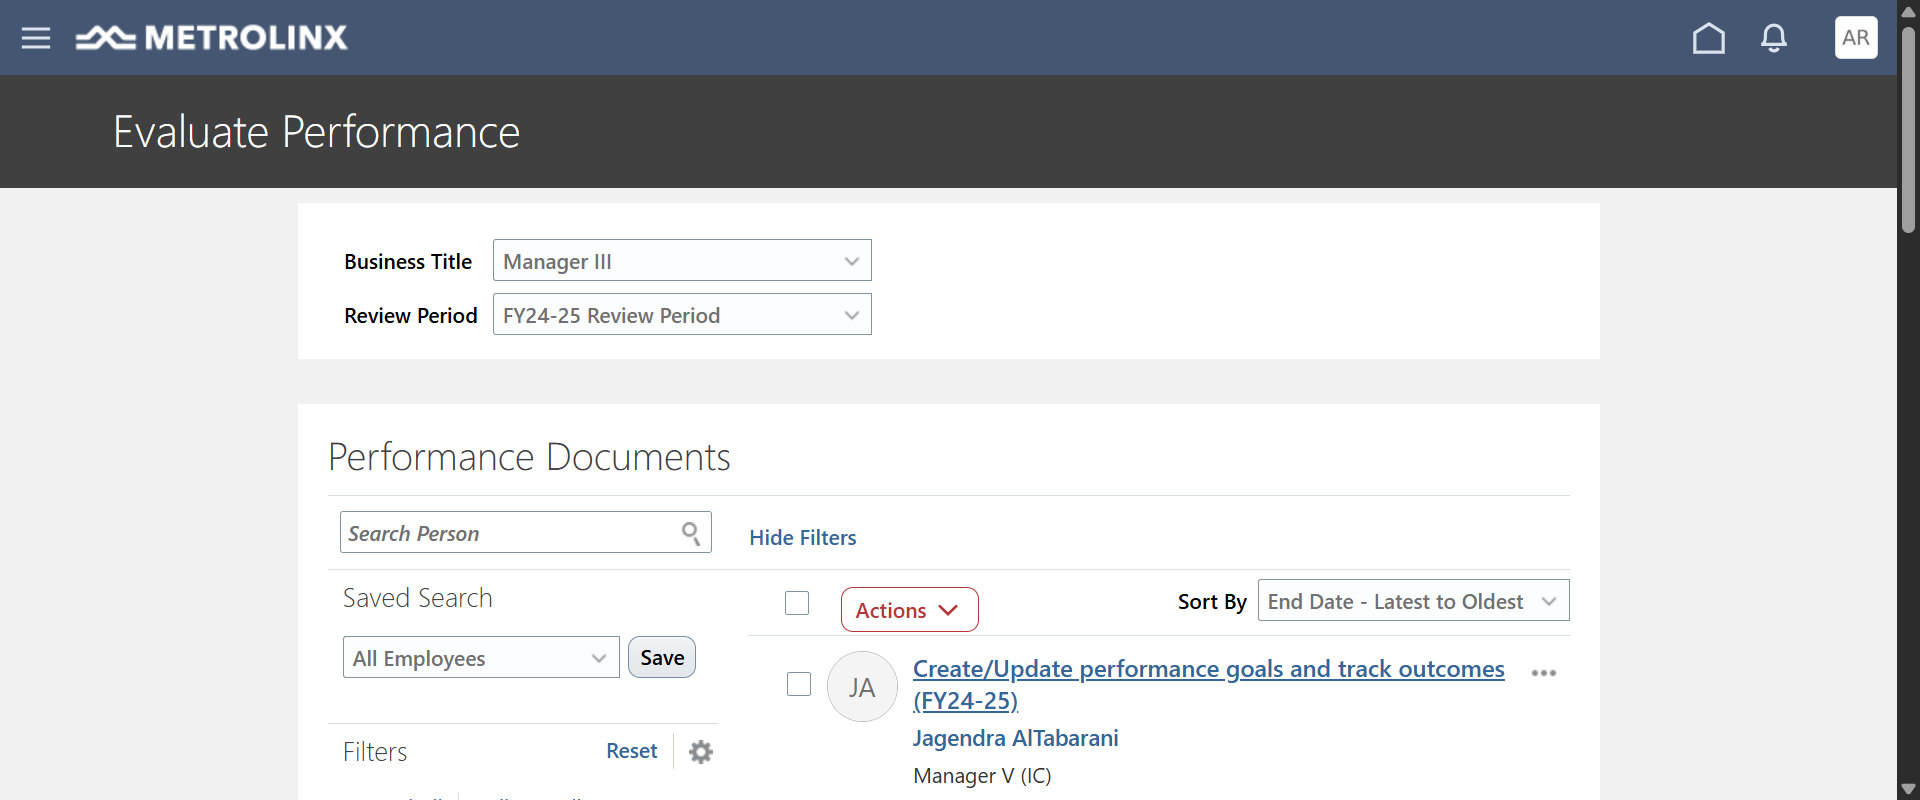 METROLINX
AR
Evaluate Performance
Business Title
Manager III
Review Period
FY24-25 Review Period
Performance Documents
Search Person
Hide Filters
Saved Search
Actions
Sort By
End Date - Latest to Oldest
All Employees
Save
JA
Create/Update performance goals and track outcomes
(FY24-25)
Jagendra AlTabarani
Manager V (IC)
Filters
Reset